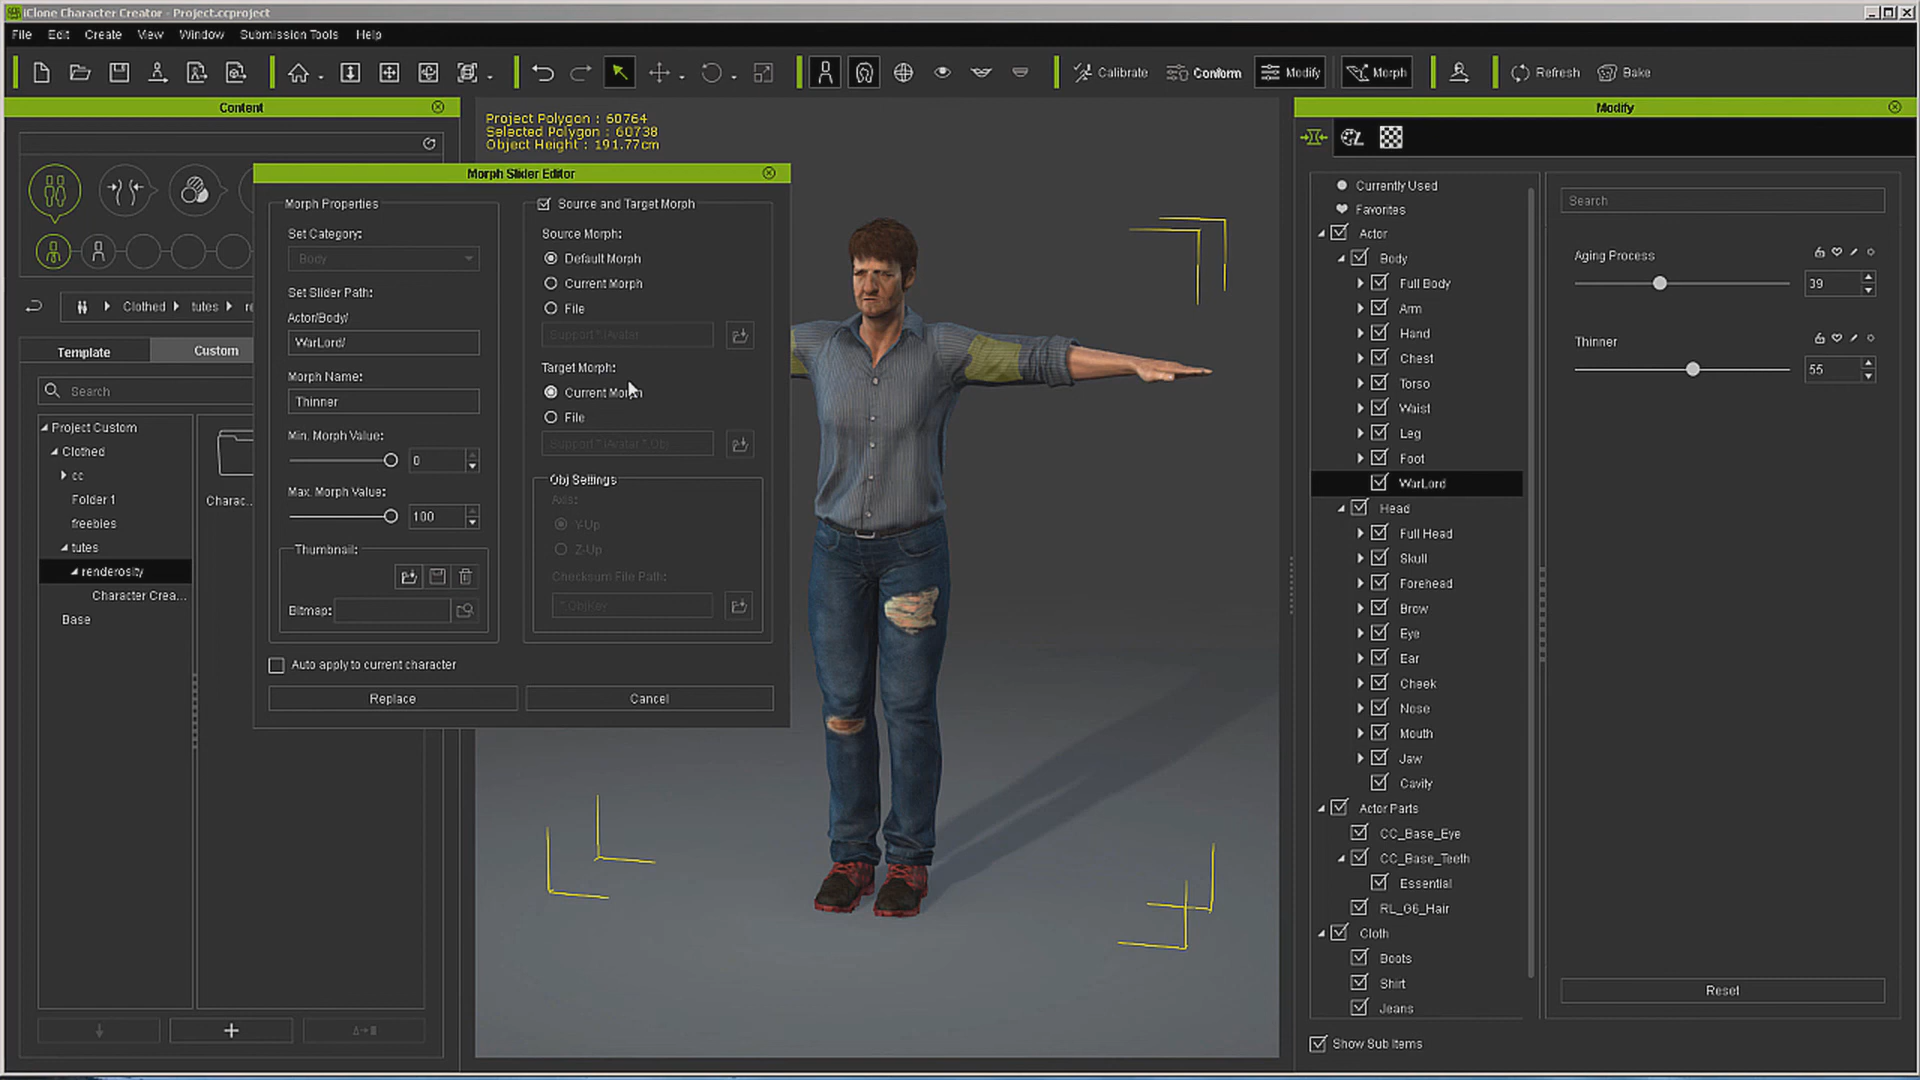 iClone Character Creator - Project.ccproject
File Edit Create View Window Submission Tools Help
Calibrate Conform Modify Morph Refresh Bake
Content
Clothed tutes
Template Custom
Search
Project Custom
Clothed
cc
Folder 1
freebies
tutes
renderosity
Character Crea...
Base
Charac...
Project Polygon : 60764
Selected Polygon : 60738
Object Height : 191.77cm
Morph Slider Editor
Morph Properties
Set Category:
Body
Set Slider Path:
Actor/Body/
WarLord/
Morph Name:
Thinner
Min. Morph Value:
0
Max. Morph Value:
100
Thumbnail:
Bitmap:
Source and Target Morph
Source Morph:
Default Morph
Current Morph
File
Support *.iAvatar
Target Morph:
Current Morph
File
Support *.iAvatar *.Obj
Obj Settings
Axis:
Y-Up
Z-Up
Checksum File Path:
*.ObjKey
Auto apply to current character
Replace Cancel
Modify
Currently Used
Favorites
Actor
Body
Full Body
Arm
Hand
Chest
Torso
Waist
Leg
Foot
WarLord
Head
Full Head
Skull
Forehead
Brow
Eye
Ear
Cheek
Nose
Mouth
Jaw
Cavity
Actor Parts
CC_Base_Eye
CC_Base_Teeth
Essential
RL_G6_Hair
Cloth
Boots
Shirt
Jeans
Show Sub Items
Search
Aging Process
39
Thinner
55
Reset